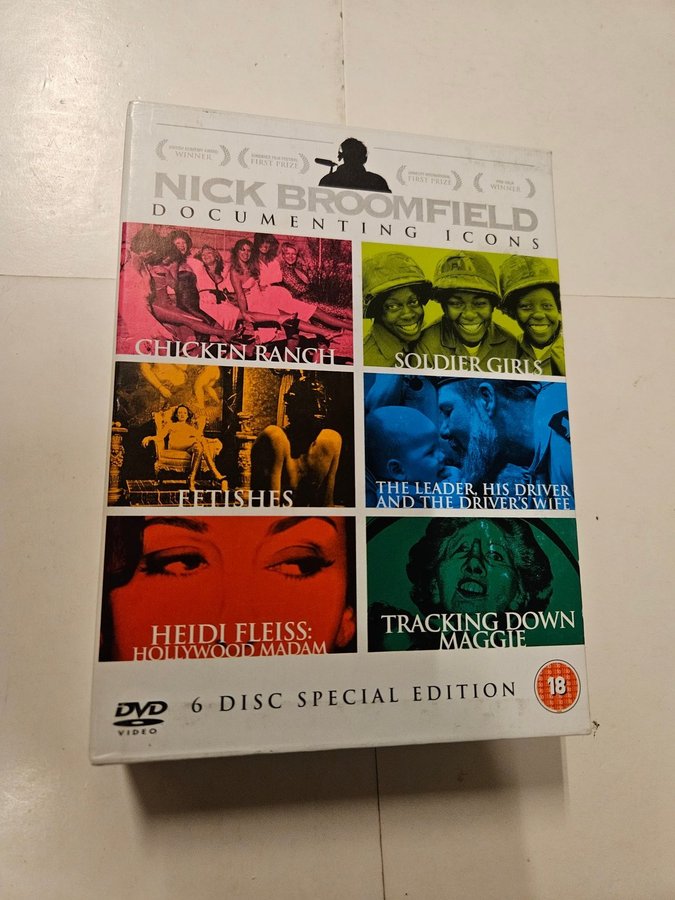 WINNER
FIRST PRIZE
FIRST PRIZE
WINNER
NICK BROOMFIELD
DOCUMENTING ICONS
CHICKEN RANCH
SOLDIER GIRLS
FETISHES
THE LEADER, HIS DRIVER
AND THE DRIVER'S WIFE
HEIDI FLEISS:
HOLLYWOOD MADAM
TRACKING DOWN
MAGGIE
DVD
VIDEO
6 DISC SPECIAL EDITION
18